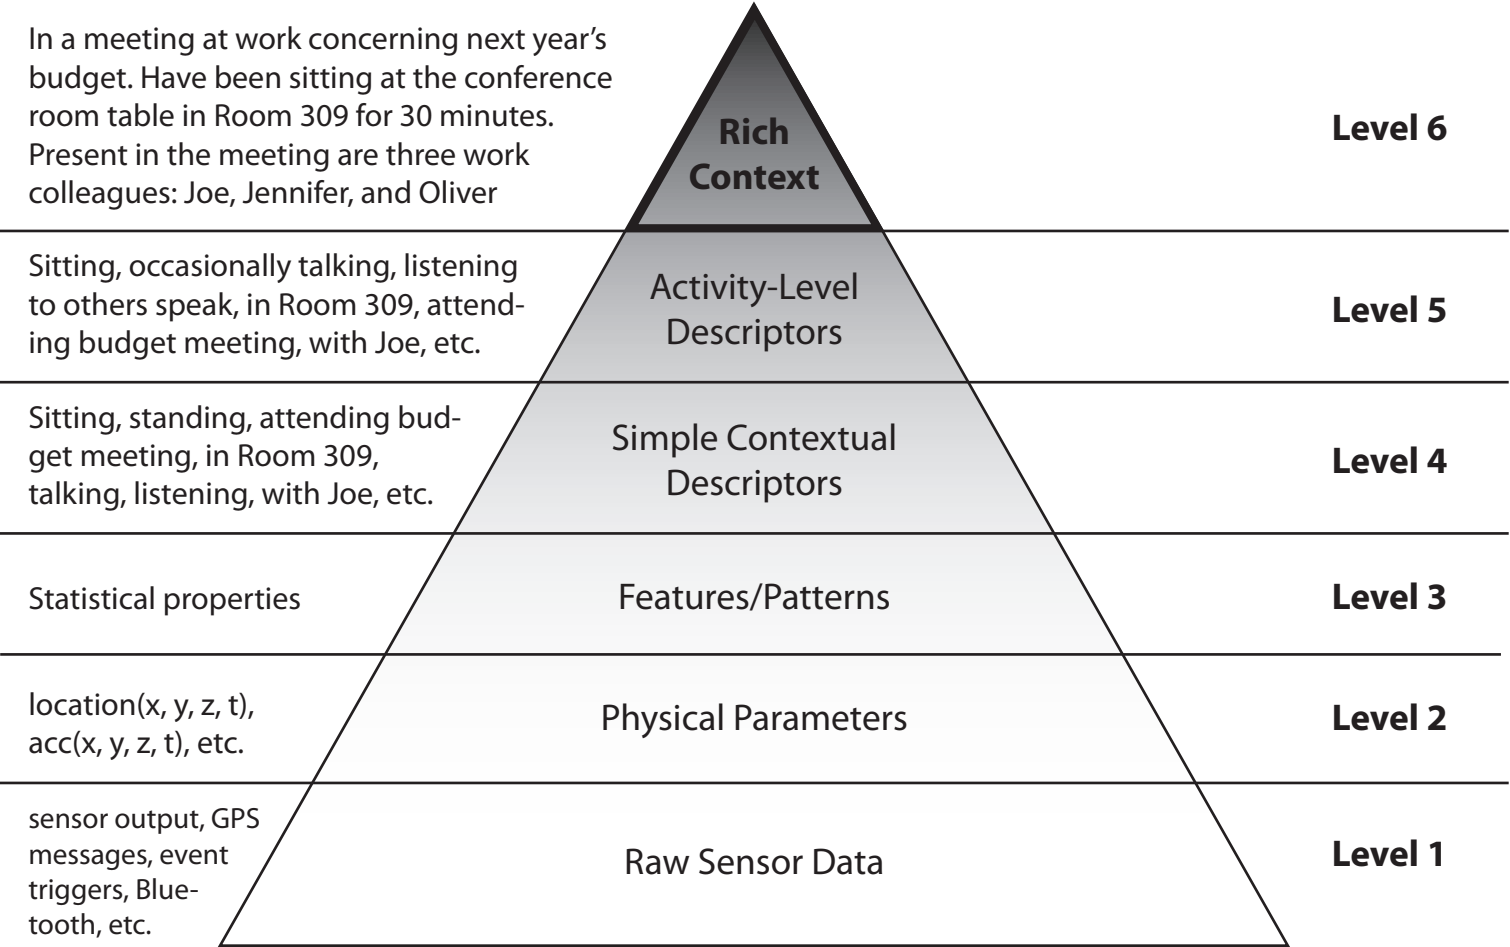 In a meeting at work concerning next year’s
budget. Have been sitting at the conference
room table in Room 309 for 30 minutes.
Present in the meeting are three work
colleagues: Joe, Jennifer, and Oliver
Rich
Context
Level 6
Sitting, occasionally talking, listening
to others speak, in Room 309, attend-
ing budget meeting, with Joe, etc.
Activity-Level
Descriptors
Level 5
Sitting, standing, attending bud-
get meeting, in Room 309,
talking, listening, with Joe, etc.
Simple Contextual
Descriptors
Level 4
Statistical properties
Features/Patterns
Level 3
location(x, y, z, t),
acc(x, y, z, t), etc.
Physical Parameters
Level 2
sensor output, GPS
messages, event
triggers, Blue-
tooth, etc.
Raw Sensor Data
Level 1